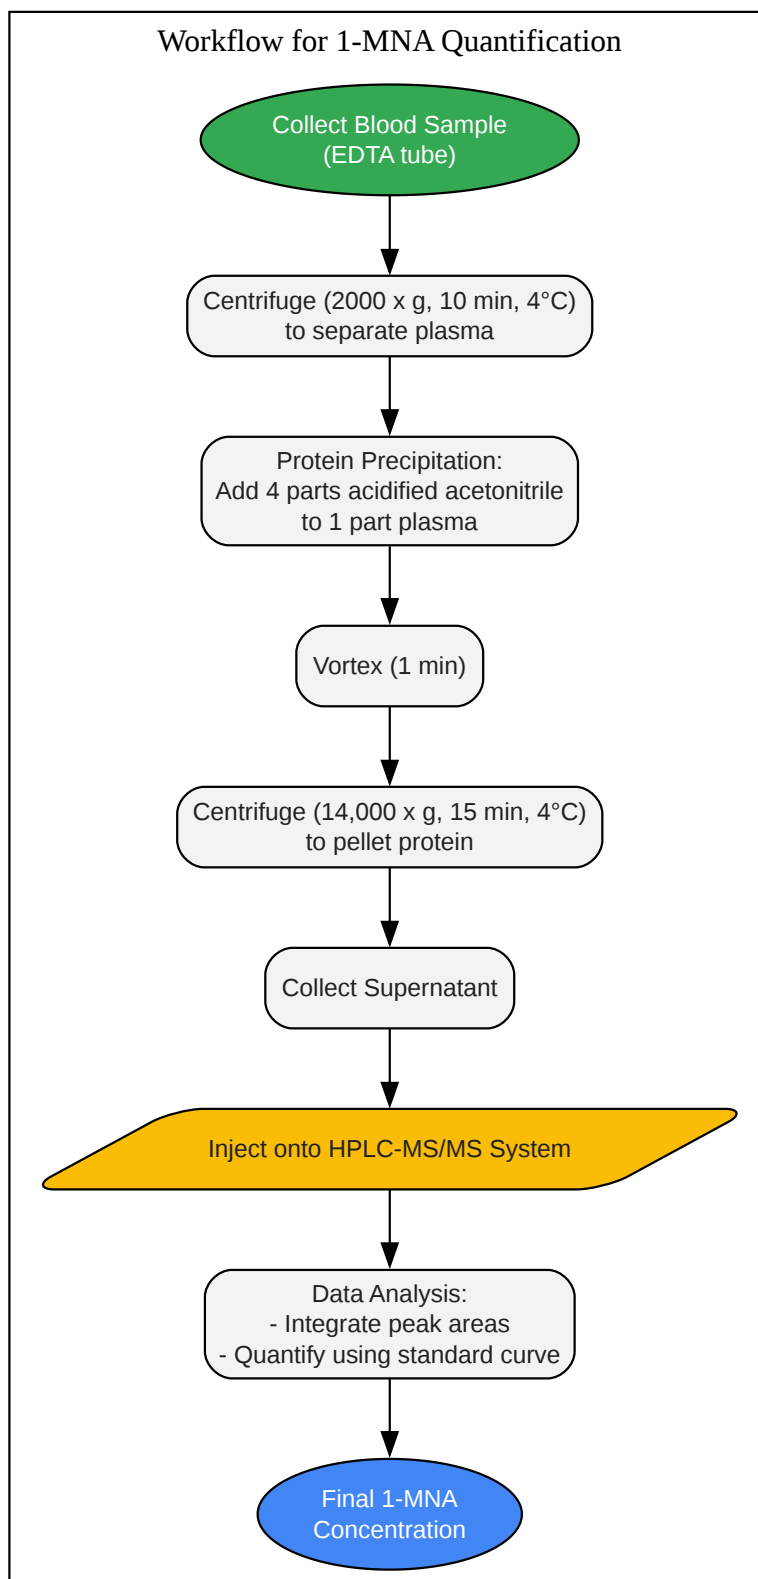 Workflow for 1-MNA Quantification
Collect Blood Sample
(EDTA tube)
Centrifuge (2000 x g, 10 min, 4°C)
to separate plasma
Protein Precipitation:
Add 4 parts acidified acetonitrile
to 1 part plasma
Vortex (1 min)
Centrifuge (14,000 x g, 15 min, 4°C)
to pellet protein
Collect Supernatant
Inject onto HPLC-MS/MS System
Data Analysis:
- Integrate peak areas
- Quantify using standard curve
Final 1-MNA
Concentration